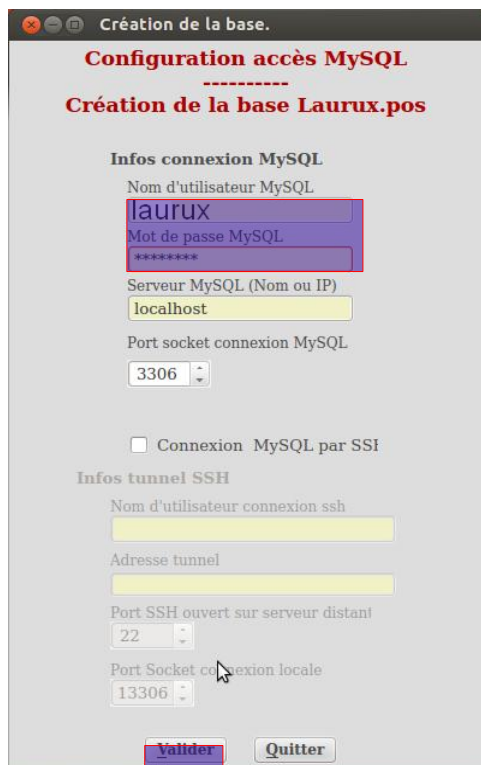 Création de la base.
Configuration accès MySQL
----------
Création de la base Laurux.pos
Infos connexion MySQL
Nom d'utilisateur MySQL
laurux
Mot de passe MySQL
********
Serveur MySQL (Nom ou IP)
localhost
Port socket connexion MySQL
3306
Connexion MySQL par SSH
Infos tunnel SSH
Nom d'utilisateur connexion ssh
Adresse tunnel
Port SSH ouvert sur serveur distant
22
Port Socket connexion locale
13306
Valider
Quitter